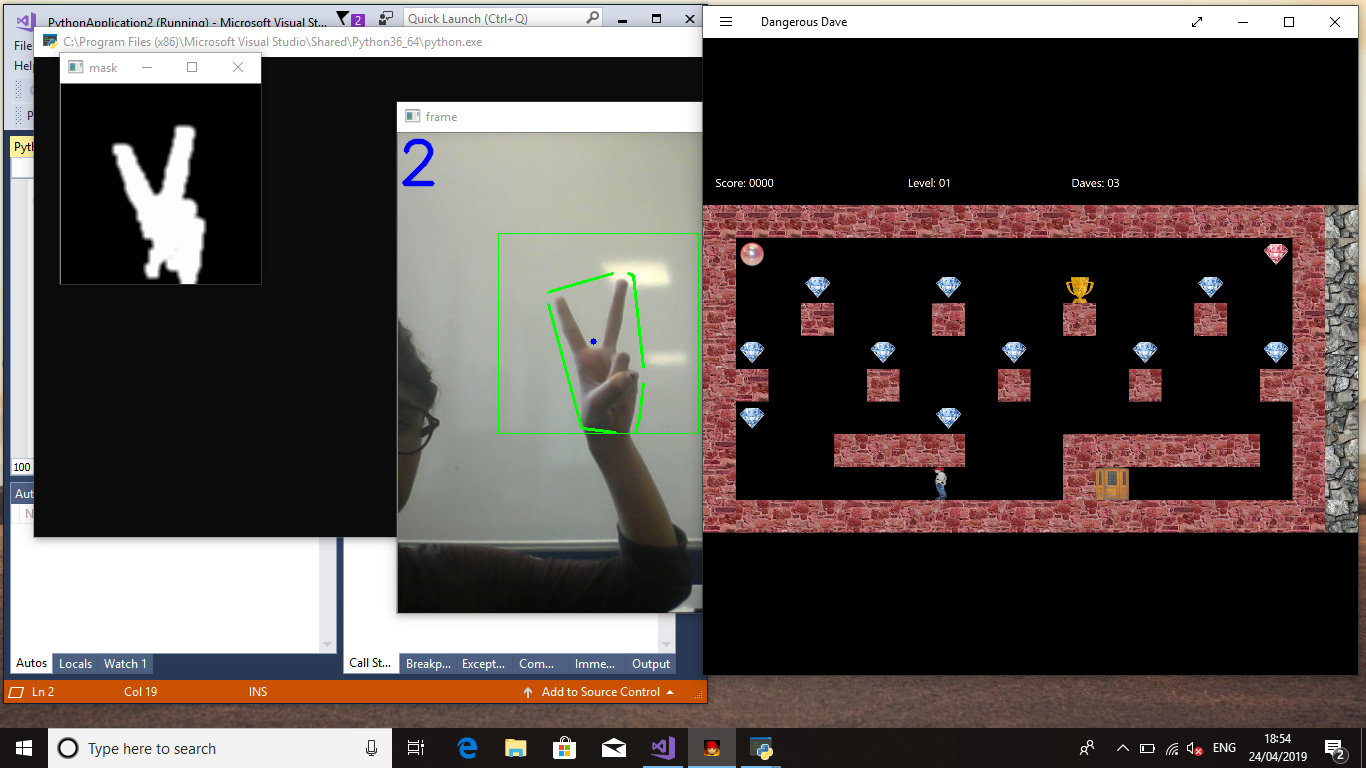 PythonApplication2 (Running) - Microsoft Visual St...
2
Quick Launch (Ctrl+Q)
File
Help
C:\Program Files (x86)\Microsoft Visual Studio\Shared\Python36_64\python.exe
mask
frame
2
Pyth
100
Aut
N
Autos
Locals
Watch 1
Call St...
Breakp...
Except...
Com...
Imme...
Output
Ln 2
Col 19
INS
Add to Source Control
Dangerous Dave
Score: 0000
Level: 01
Daves: 03
Type here to search
ENG
18:54
24/04/2019
2